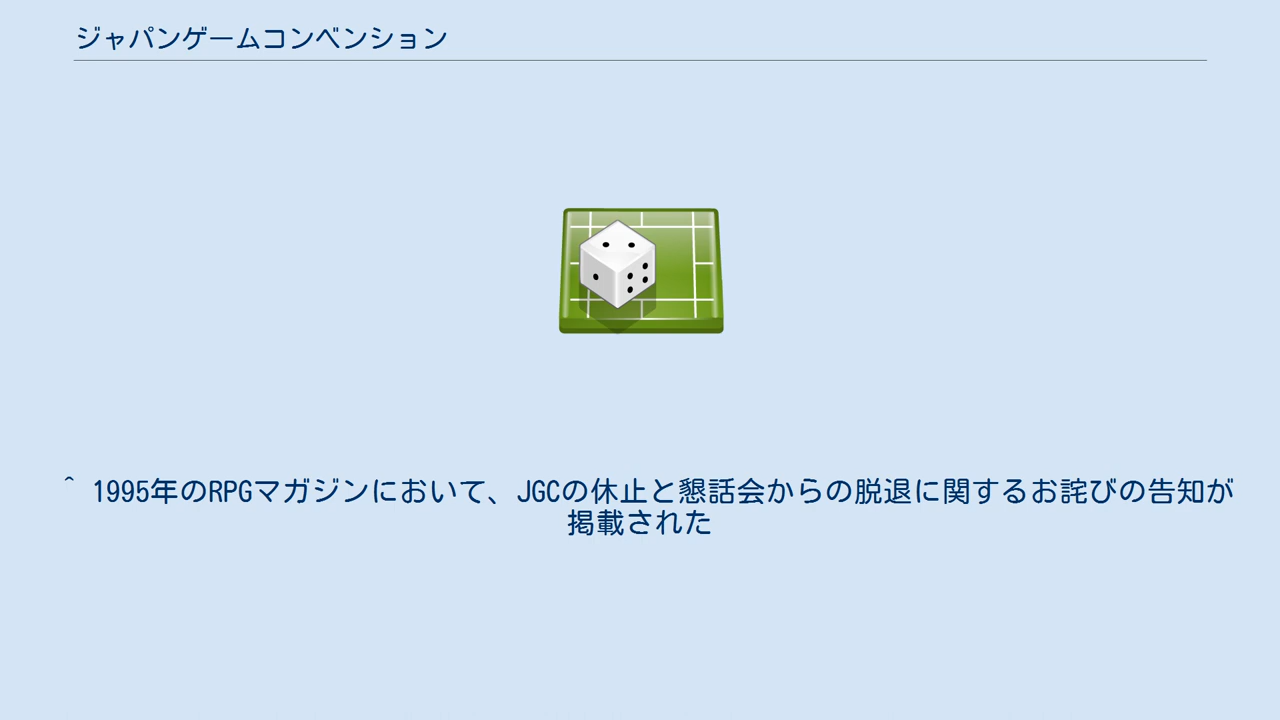 ジャパンゲームコンベンション
^ 1995年のRPGマガジンにおいて、JGCの休止と懇話会からの脱退に関するお詫びの告知が
掲載された